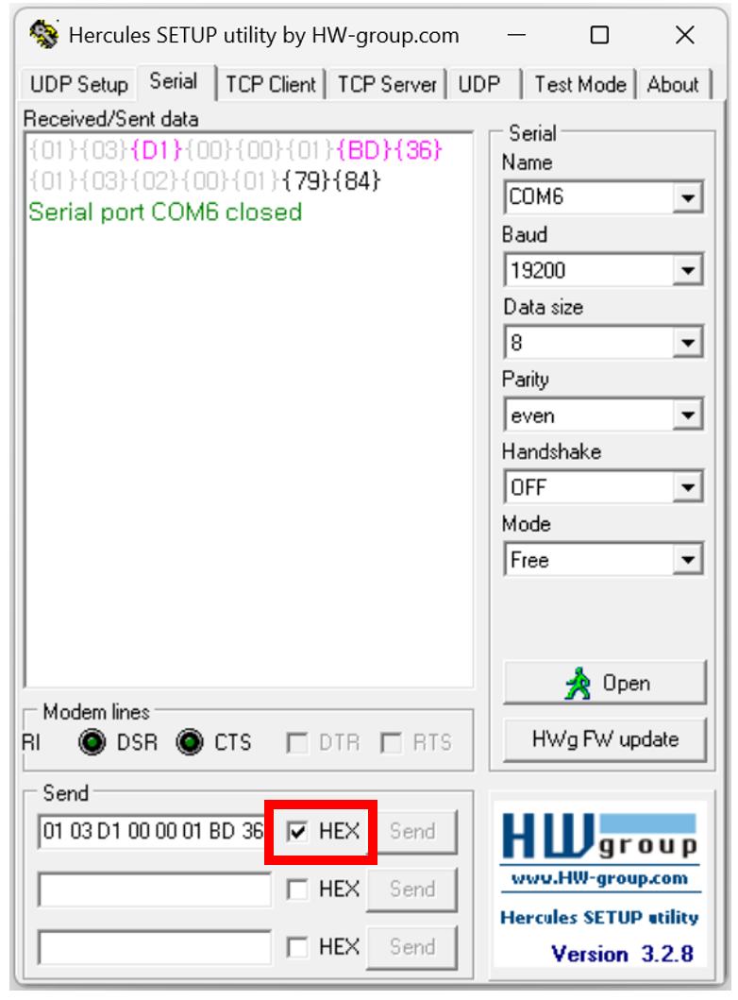 Hercules SETUP utility by HW-group.com
UDP Setup Serial TCP Client TCP Server UDP Test Mode About
Received/Sent data
{01}{03}{D1}{00}{00}{01}{BD}{36}
{01}{03}{02}{00}{01}{79}{84}
Serial port COM6 closed
Serial
Name
COM6
Baud
19200
Data size
8
Parity
even
Handshake
OFF
Mode
Free
Open
HWg FW update
Modem lines
RI DSR CTS DTR RTS
Send
01 03 D1 00 00 01 BD 36 HEX Send
HEX Send
HEX Send
HWgroup
www.HW-group.com
Hercules SETUP utility
Version 3.2.8